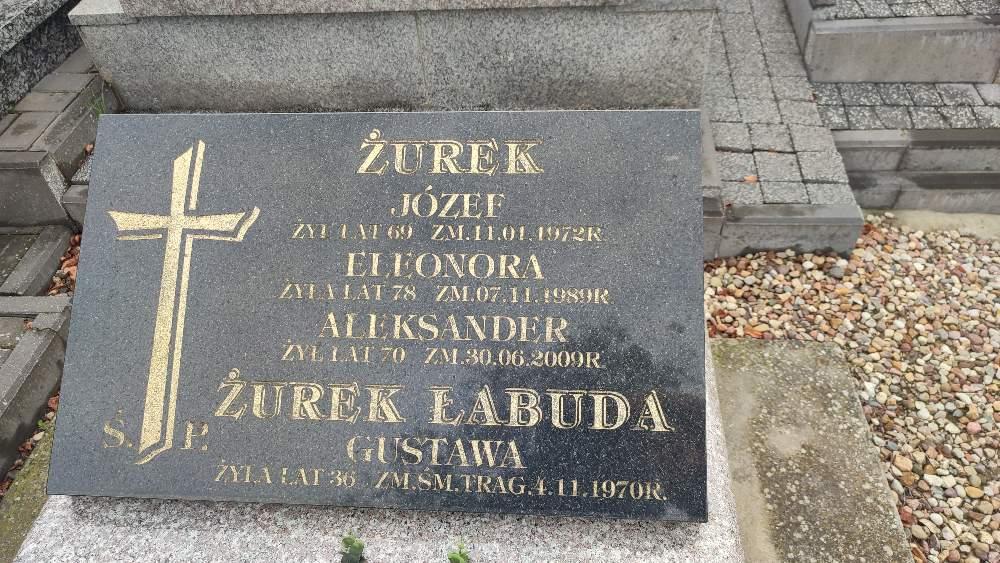 ŻUREK
JÓZEF
ŻYŁ LAT 69 ZM.11.01.1972R.
ELEONORA
ŻYŁA LAT 78 ZM.07.11.1989R.
ALEKSANDER
ŻYŁ LAT 70 ZM.30.06.2009R.
ŻUREK ŁABUDA
Ś. P.
GUSTAWA
ŻYŁA LAT 36 ZM.ŚM.TRAG.4.11.1970R.